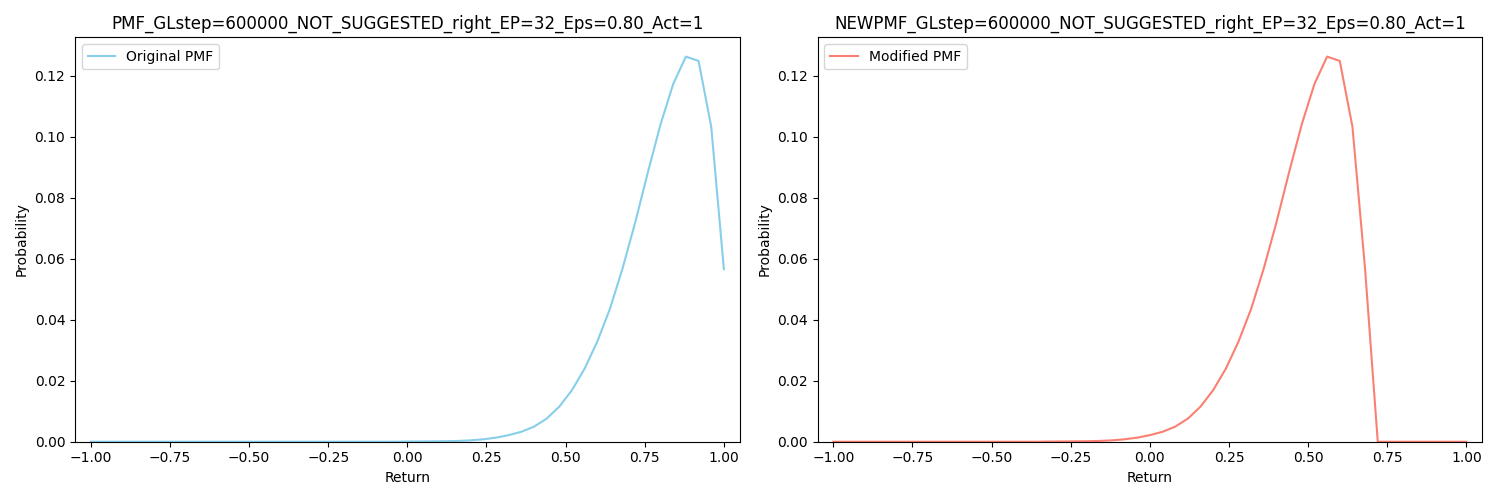 PMF_GLstep=600000_NOT_SUGGESTED_right_EP=32_Eps=0.80_Act=1
Original PMF
Probability
0.12
0.10
0.08
0.06
0.04
0.02
0.00
−1.00 −0.75 −0.50 −0.25 0.00 0.25 0.50 0.75 1.00
Return
NEWPMF_GLstep=600000_NOT_SUGGESTED_right_EP=32_Eps=0.80_Act=1
Modified PMF
Probability
0.12
0.10
0.08
0.06
0.04
0.02
0.00
−1.00 −0.75 −0.50 −0.25 0.00 0.25 0.50 0.75 1.00
Return